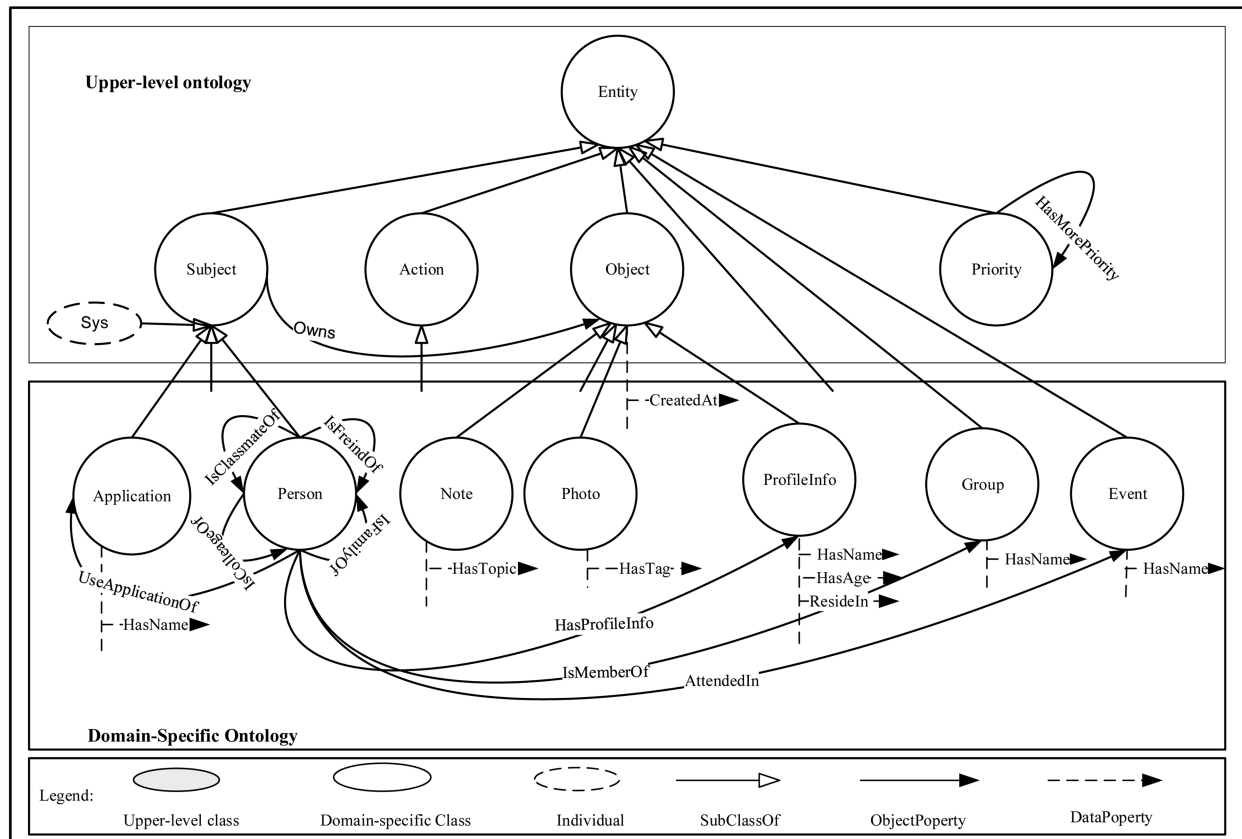 Upper-level ontology
Entity
Subject
Action
Object
Priority
HasMorePriority
Sys
Owns
CreatedAt
IsClassmateOf
IsFreindOf
Application
Person
Note
Photo
ProfileInfo
Group
Event
IsColleageOf
IsFamilyOf
UseApplicationOf
HasName
HasTopic
HasTag
HasName
HasAge
ResideIn
HasName
HasName
HasProfileInfo
IsMemberOf
AttendedIn
Domain-Specific Ontology
Legend:
Upper-level class
Domain-specific Class
Individual
SubClassOf
ObjectPoperty
DataPoperty